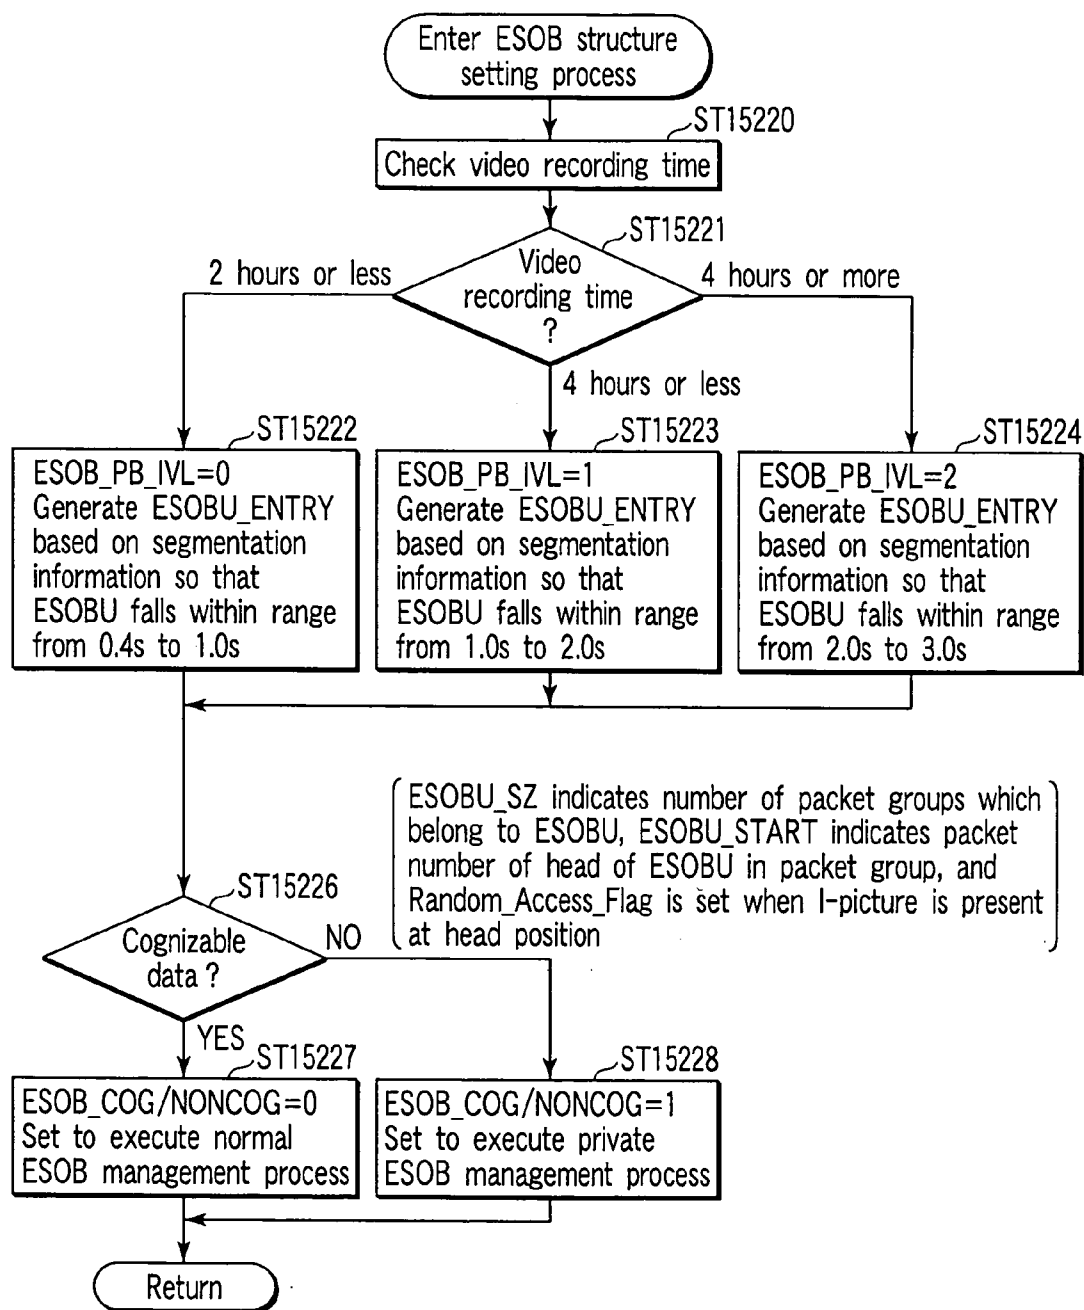 Enter ESOB structure
setting process
ST15220
Check video recording time
ST15221
Video
recording time
?
2 hours or less
4 hours or more
4 hours or less
ST15222
ESOB_PB_IVL=0
Generate ESOBU_ENTRY
based on segmentation
information so that
ESOBU falls within range
from 0.4s to 1.0s
ST15223
ESOB_PB_IVL=1
Generate ESOBU_ENTRY
based on segmentation
information so that
ESOBU falls within range
from 1.0s to 2.0s
ST15224
ESOB_PB_IVL=2
Generate ESOBU_ENTRY
based on segmentation
information so that
ESOBU falls within range
from 2.0s to 3.0s
ESOBU_SZ indicates number of packet groups which
belong to ESOBU, ESOBU_START indicates packet
number of head of ESOBU in packet group, and
Random_Access_Flag is set when I-picture is present
at head position
ST15226
Cognizable
data ?
NO
YES
ST15227
ESOB_COG/NONCOG=0
Set to execute normal
ESOB management process
ST15228
ESOB_COG/NONCOG=1
Set to execute private
ESOB management process
Return